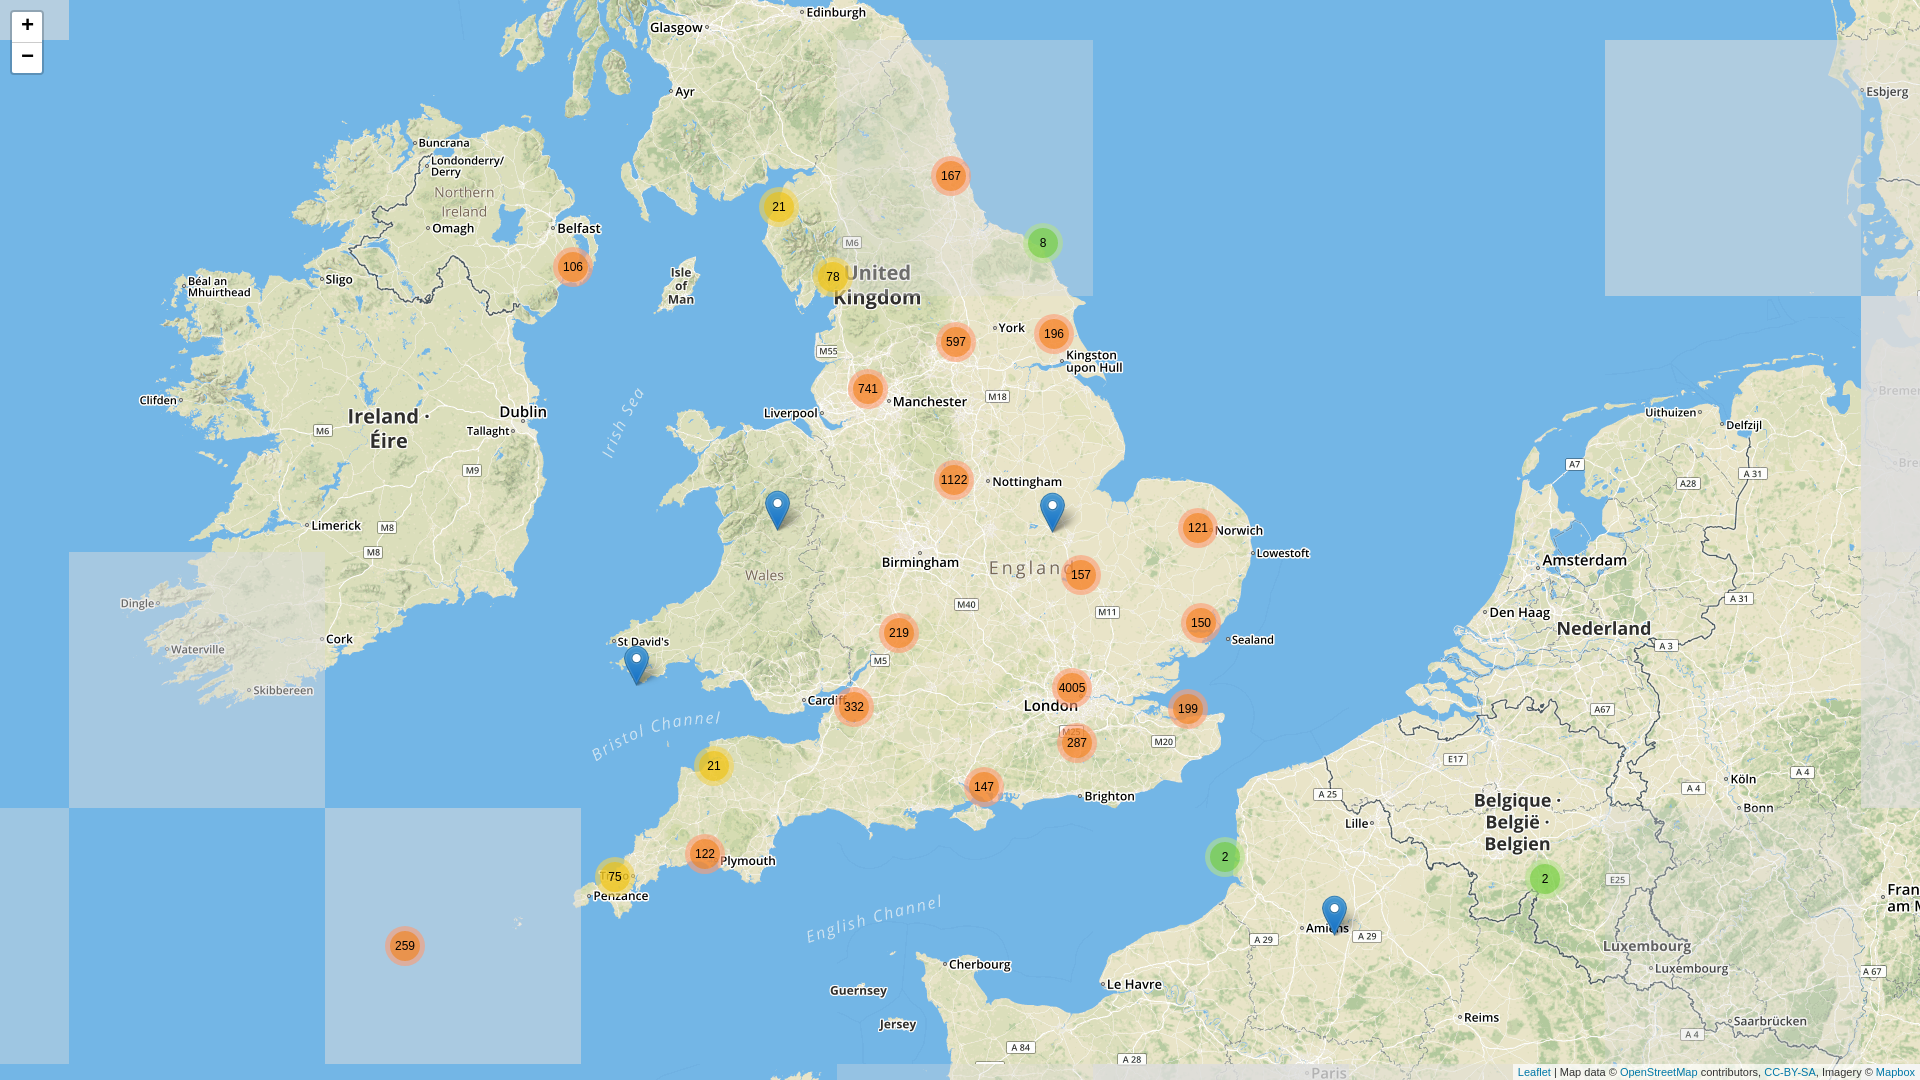 +
−
Edinburgh
Glasgow
Ayr
Esbjerg
Buncrana
Londonderry/
Derry
Northern
Ireland
Omagh
Belfast
167
21
8
M6
106
78
United
Kingdom
Isle
of
Man
Béal an
Mhuirthead
Sligo
York
196
597
M55
Kingston
upon Hull
741
Manchester
M18
Liverpool
Clifden
Ireland ·
Éire
Dublin
Tallaght
M6
M9
Irish Sea
Uithuizen
Delfzijl
A7
A 31
A28
1122
Nottingham
Limerick
M8
M8
121
Norwich
Lowestoft
Birmingham
England
157
Wales
Amsterdam
Den Haag
A 31
Nederland
A 3
Dingle
Waterville
Cork
Skibbereen
M40
M11
219
150
Sealand
St David's
M5
4005
London
Cardiff
332
199
A67
M25
287
M20
Bristol Channel
E17
21
147
Brighton
A 25
A 4
A 4
Köln
Bonn
Belgique ·
België ·
Belgien
Lille
122
Plymouth
75
Penzance
2
2
E25
259
English Channel
Amiens
A 29
A 29
Luxembourg
Luxembourg
A 67
Cherbourg
Guernsey
Le Havre
Jersey
Reims
Saarbrücken
A 84
A 28
A 4
Paris
Leaflet | Map data © OpenStreetMap contributors, CC-BY-SA, Imagery © Mapbox